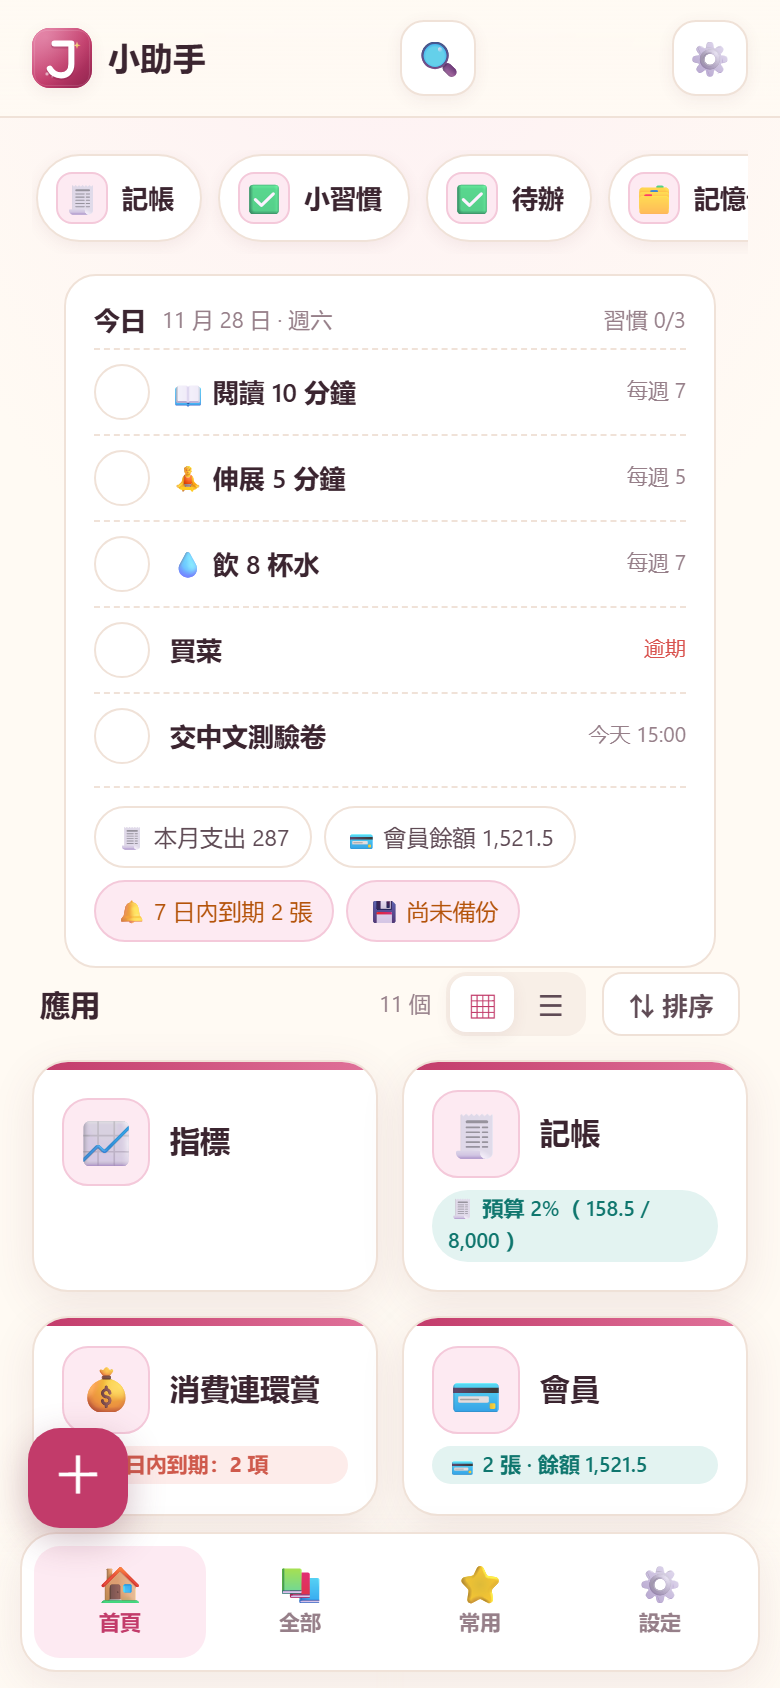 J 小助手
記帳 小習慣 待辦 記憶
今日 11 月 28 日 · 週六 習慣 0/3
閱讀 10 分鐘 每週 7
伸展 5 分鐘 每週 5
飲 8 杯水 每週 7
買菜 逾期
交中文測驗卷 今天 15:00
本月支出 287 會員餘額 1,521.5
7 日內到期 2 張 尚未備份
應用 11 個 排序
指標
記帳
預算 2%（158.5 /
8,000）
消費連環賞
日內到期：2 項
會員
2 張 · 餘額 1,521.5
首頁 全部 常用 設定